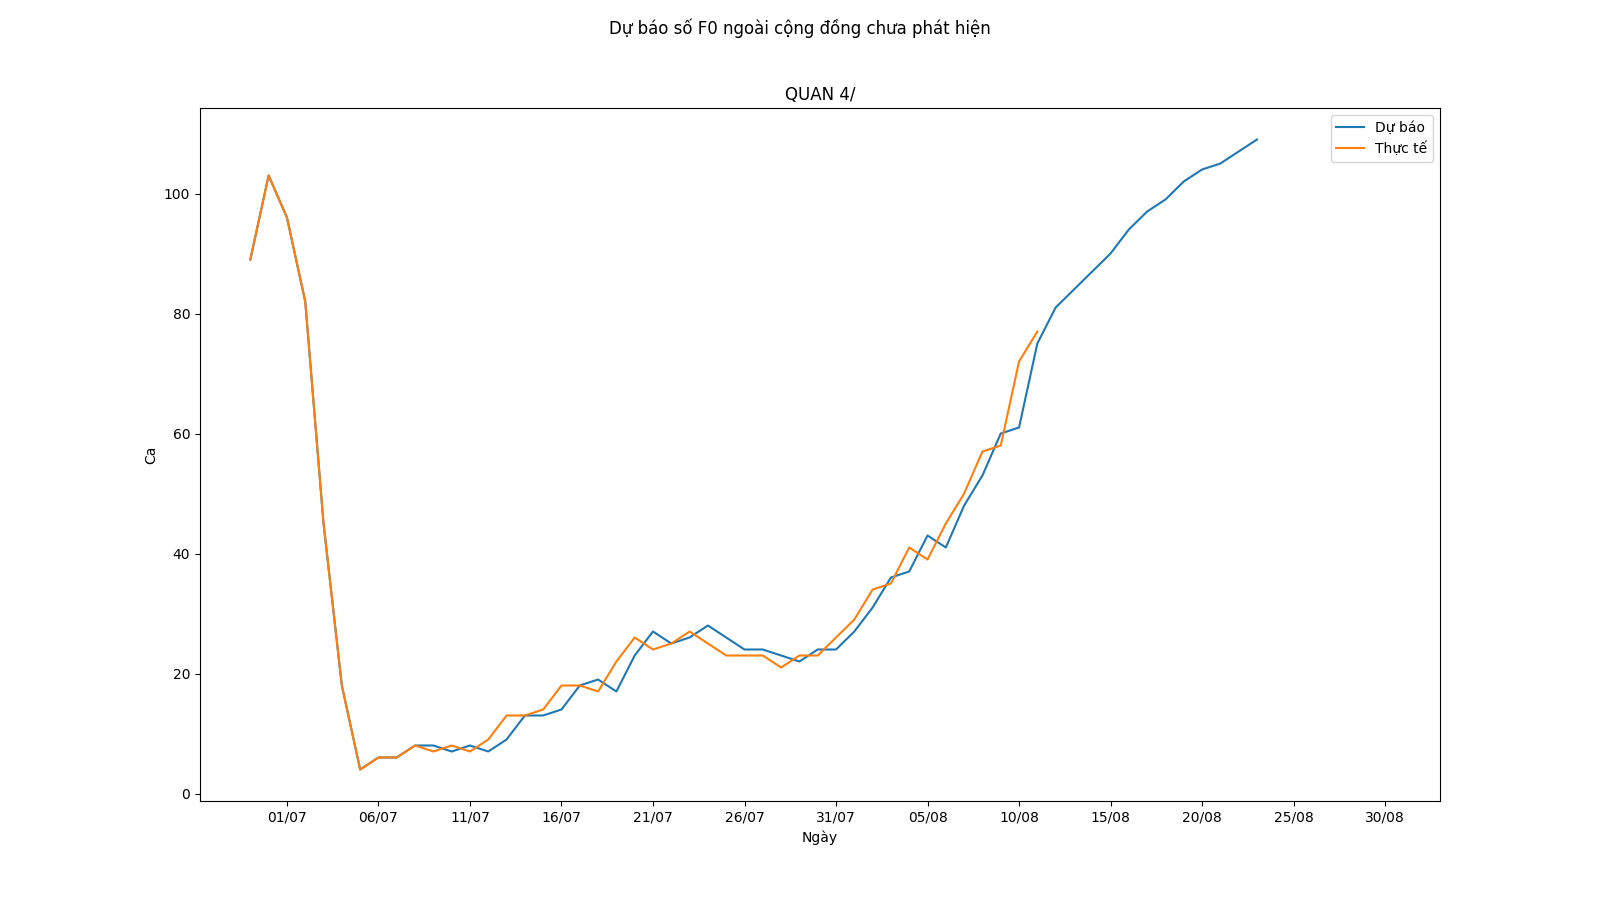 Dự báo số F0 ngoài cộng đồng chưa phát hiện
QUAN 4/
Dự báo
Thực tế
100
80
60
40
20
0
Ca
01/07 06/07 11/07 16/07 21/07 26/07 31/07 05/08 10/08 15/08 20/08 25/08 30/08
Ngày